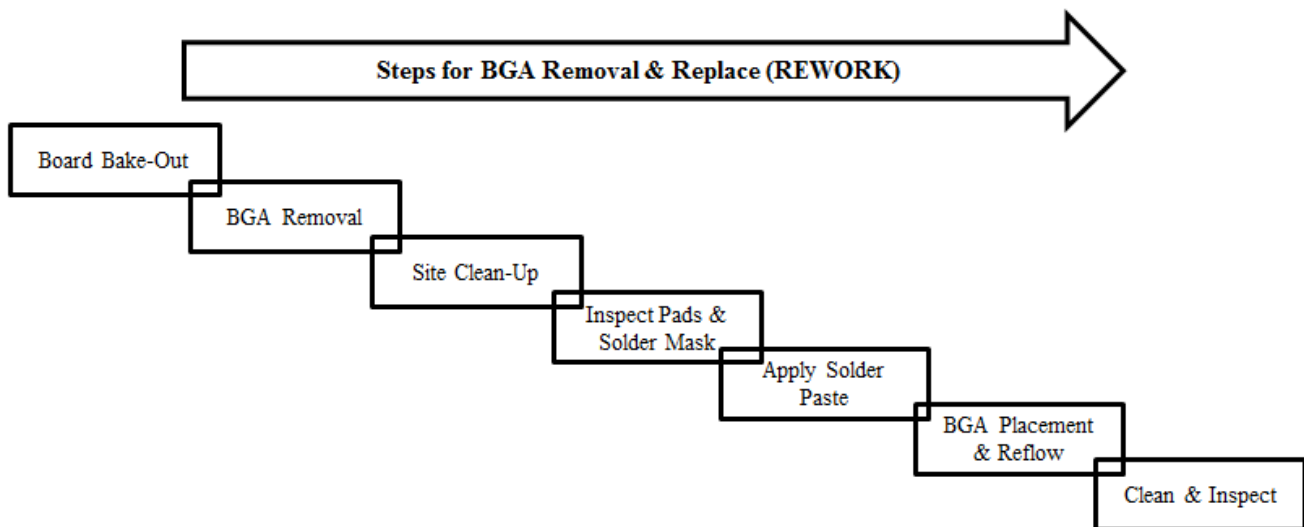 Steps for BGA Removal & Replace (REWORK)
Board Bake-Out
BGA Removal
Site Clean-Up
Inspect Pads &
Solder Mask
Apply Solder
Paste
BGA Placement
& Reflow
Clean & Inspect